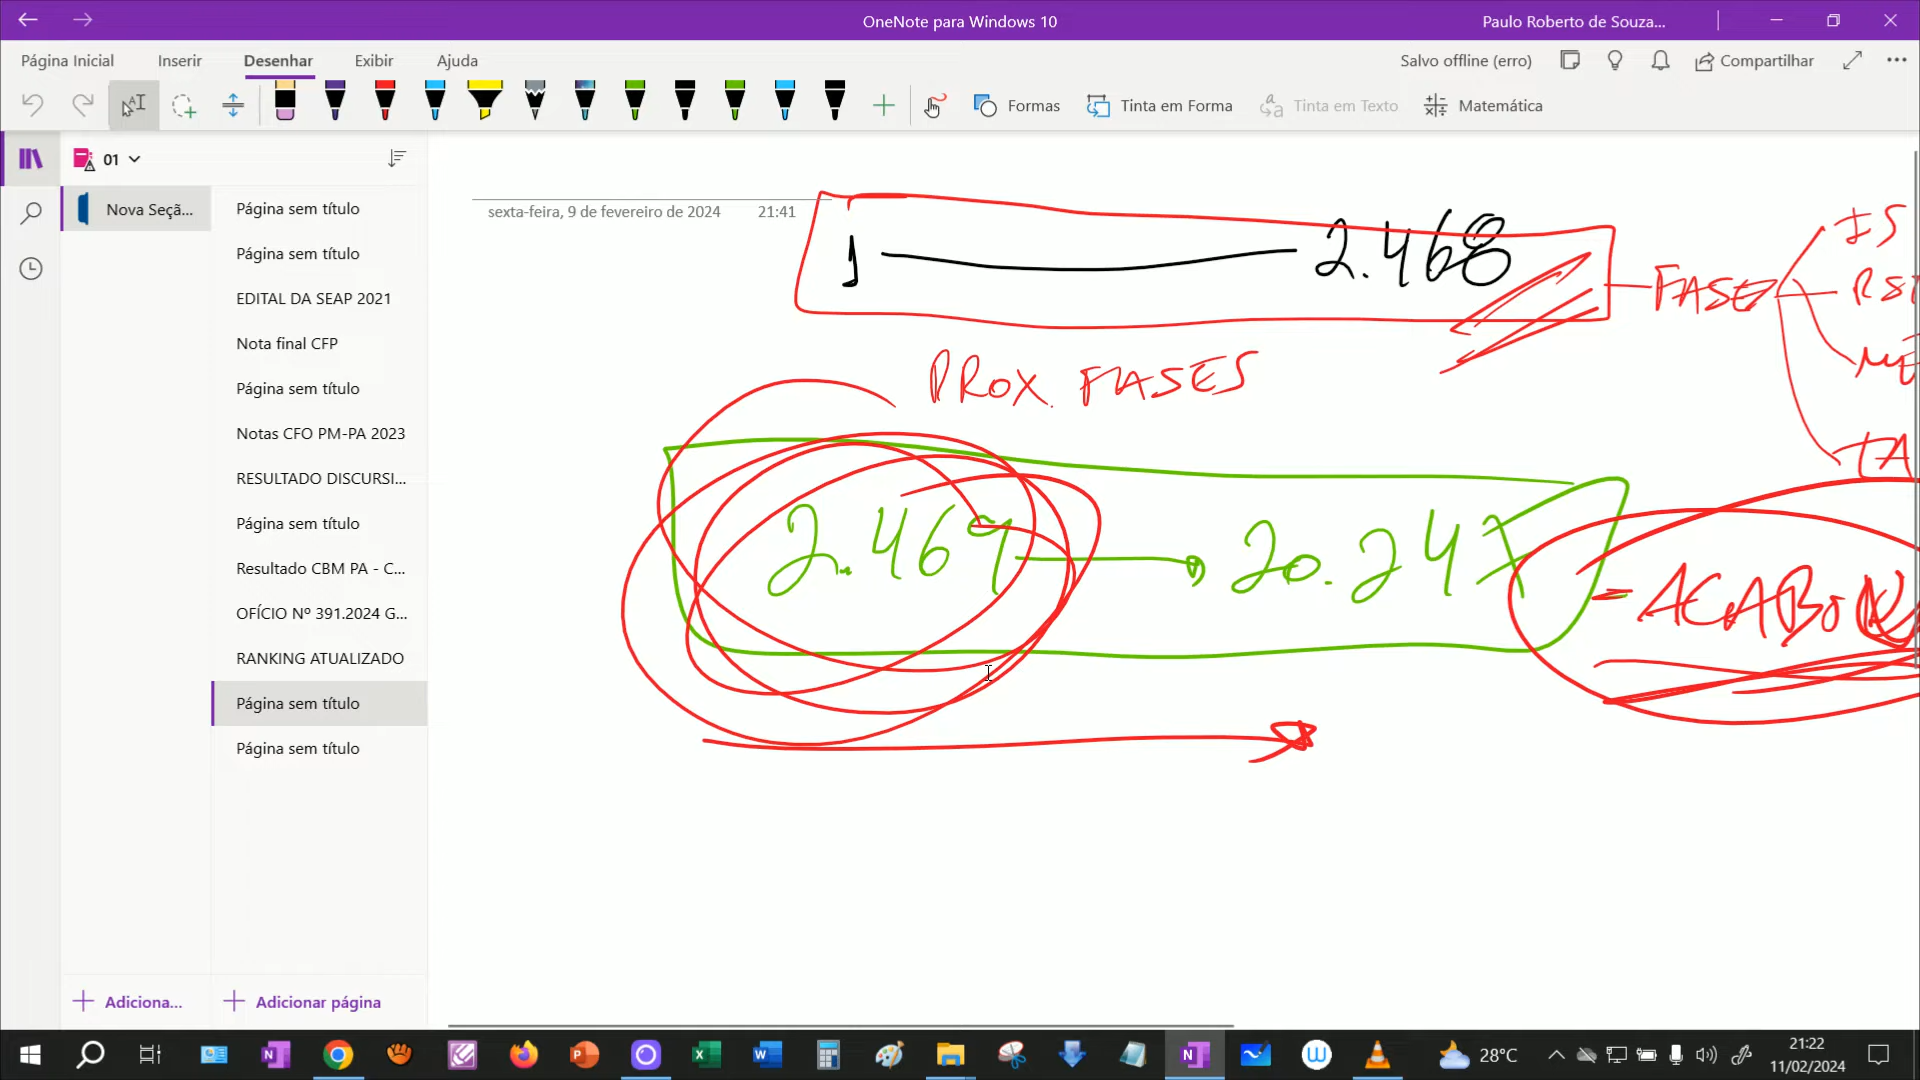 OneNote para Windows 10
Paulo Roberto de Souza...
Página Inicial
Inserir
Desenhar
Exibir
Ajuda
Salvo offline (erro)
Compartilhar
Formas
Tinta em Forma
Tinta em Texto
Matemática
01
Nova Seçã...
Página sem título
Página sem título
EDITAL DA SEAP 2021
Nota final CFP
Página sem título
Notas CFO PM-PA 2023
RESULTADO DISCURSI...
Página sem título
Resultado CBM PA - C...
OFÍCIO Nº 391.2024 G...
RANKING ATUALIZADO
Página sem título
Página sem título
Adiciona...
Adicionar página
sexta-feira, 9 de fevereiro de 2024 21:41
1 — 2.468
FASE
IS
PROX. FASES
TA
2.469 → 20.247
= ACABOU
28°C
21:22
11/02/2024